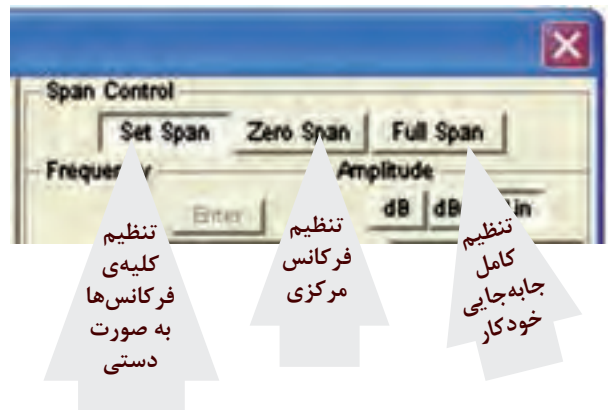 Span Control
Set Span Zero Span Full Span
Frequency Amplitude
Enter dB
تنظیم
کلیه‌ی
فرکانس‌ها
به صورت
دستی
تنظیم
فرکانس
مرکزی
تنظیم
کامل
جابه‌جایی
خودکار